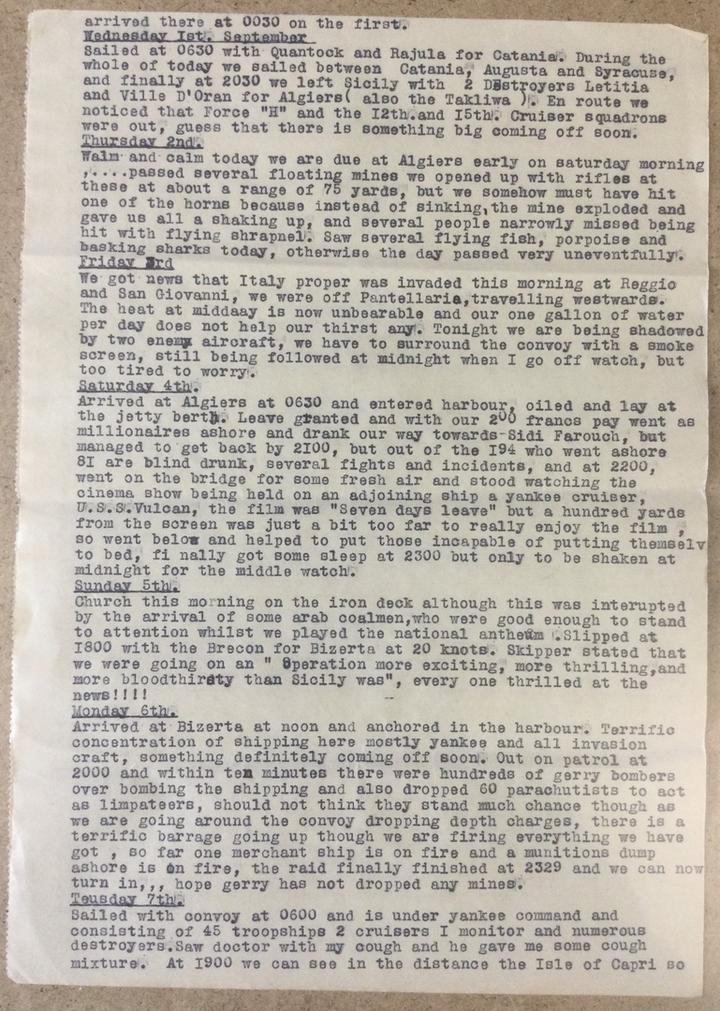 arrived there at 0030 on the first.
Wednesday Ist. September
Sailed at 0630 with Quantock and Rajula for Catania. During the
whole of today we sailed between Catania, Augusta and Syracuse,
and finally at 2030 we left Sicily with 2 DEstroyers Letitia
and Ville D'Oran for Algiers( also the Takliwa ). En route we
noticed that Force "H" and the I2th.and I5th. Cruiser squadrons
were out, guess that there is something big coming off soon.
Thursday 2nd.
Walm and calm today we are due at Algiers early on saturday morning
,....passed several floating mines we opened up with rifles at
these at about a range of 75 yards, but we somehow must have hit
one of the horns because instead of sinking,the mine exploded and
gave us all a shaking up, and several people narrowly missed being
hit with flying shrapnel. Saw several flying fish, porpoise and
basking sharks today, otherwise the day passed very uneventfully.
Friday 3rd
We got news that Italy proper was invaded this morning at Reggio
and San Giovanni, we were off Pantellaria,travelling westwards.
The heat at middaay is now unbearable and our one gallon of water
per day does not help our thirst any. Tonight we are being shadowed
by two enemy aircraft, we have to surround the convoy with a smoke
screen, still being followed at midnight when I go off watch, but
too tired to worry.
Saturday 4th.
Arrived at Algiers at 0630 and entered harbour, oiled and lay at
the jetty berth. Leave granted and with our 200 francs pay went as
millionaires ashore and drank our way towards-Sidi Farouch, but
managed to get back by 2I00, but out of the I94 who went ashore
8I are blind drunk, several fights and incidents, and at 2200,
went on the bridge for some fresh air and stood watching the
cinema show being held on an adjoining ship a yankee cruiser,
U.S.S.Vulcan, the film was "Seven days leave" but a hundred yards
from the screen was just a bit too far to really enjoy the film ,
so went below and helped to put those incapable of putting themselv
to bed, fi nally got some sleep at 2300 but only to be shaken at
midnight for the middle watch.
Sunday 5th.
Church this morning on the iron deck although this was interupted
by the arrival of some arab coalmen,who were good enough to stand
to attention whilst we played the national anthem .Slipped at
I800 with the Brecon for Bizerta at 20 knots. Skipper stated that
we were going on an " Operation more exciting, more thrilling,and
more bloodthirsty than Sicily was", every one thrilled at the
news!!!!
Monday 6th.
Arrived at Bizerta at noon and anchored in the harbour. Terrific
concentration of shipping here mostly yankee and all invasion
craft, something definitely coming off soon. Out on patrol at
2000 and within ten minutes there were hundreds of gerry bombers
over bombing the shipping and also dropped 60 parachutists to act
as limpateers, should not think they stand much chance though as
we are going around the convoy dropping depth charges, there is a
terrific barrage going up though we are firing everything we have
got , so far one merchant ship is on fire and a munitions dump
ashore is on fire, the raid finally finished at 2329 and we can now
turn in,,, hope gerry has not dropped any mines.
Teusday 7th.
Sailed with convoy at 0600 and is under yankee command and
consisting of 45 troopships 2 cruisers I monitor and numerous
destroyers.Saw doctor with my cough and he gave me some cough
mixture. At I900 we can see in the distance the Isle of Capri so